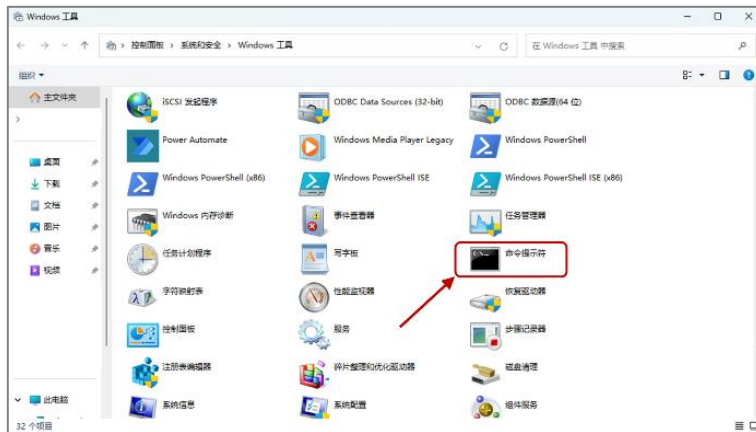 Windows 工具
控制面板 › 系统和安全 › Windows 工具
在 Windows 工具 中搜索
组织
主文件夹
桌面
下载
文档
图片
音乐
视频
此电脑
iSCSI 发起程序
ODBC Data Sources (32-bit)
ODBC 数据源(64 位)
Power Automate
Windows Media Player Legacy
Windows PowerShell
Windows PowerShell (x86)
Windows PowerShell ISE
Windows PowerShell ISE (x86)
Windows 内存诊断
事件查看器
任务管理器
任务计划程序
写字板
命令提示符
字符映射表
性能监视器
恢复驱动器
控制面板
服务
步骤记录器
注册表编辑器
碎片整理和优化驱动器
磁盘清理
系统信息
系统配置
组件服务
32 个项目